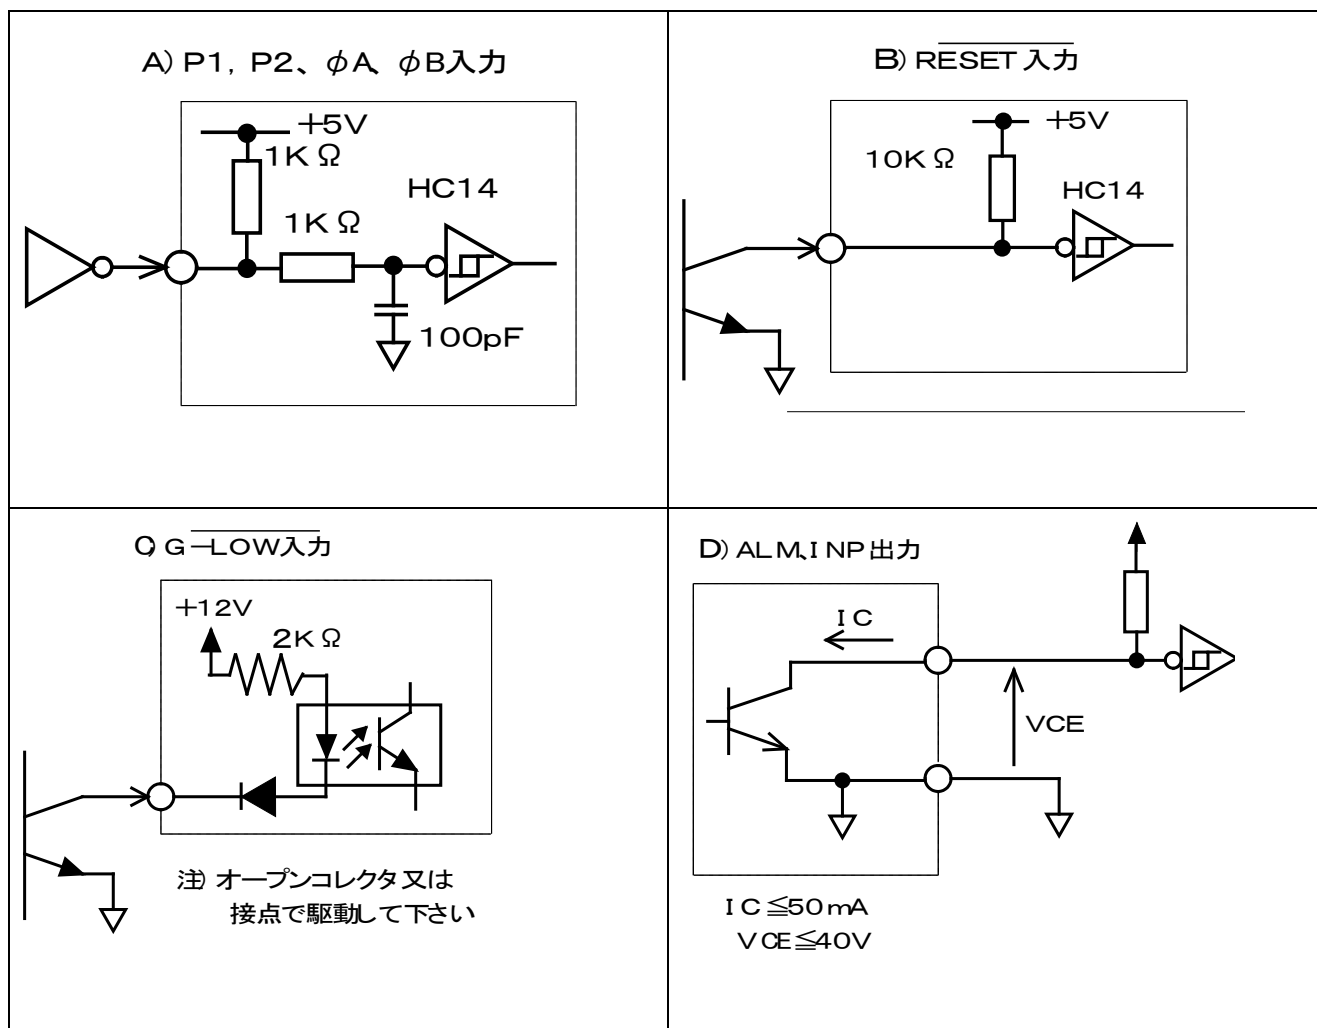 A) P1, P2、φA、φB入力
+5V
1KΩ
1KΩ
HC14
100pF
B) RESET 入力
+5V
10KΩ
HC14
C) G-LOW入力
+12V
2KΩ
注) オープンコレクタ又は
接点で駆動して下さい
D) ALM、INP出力
IC
VCE
IC≦50mA
VCE≦40V